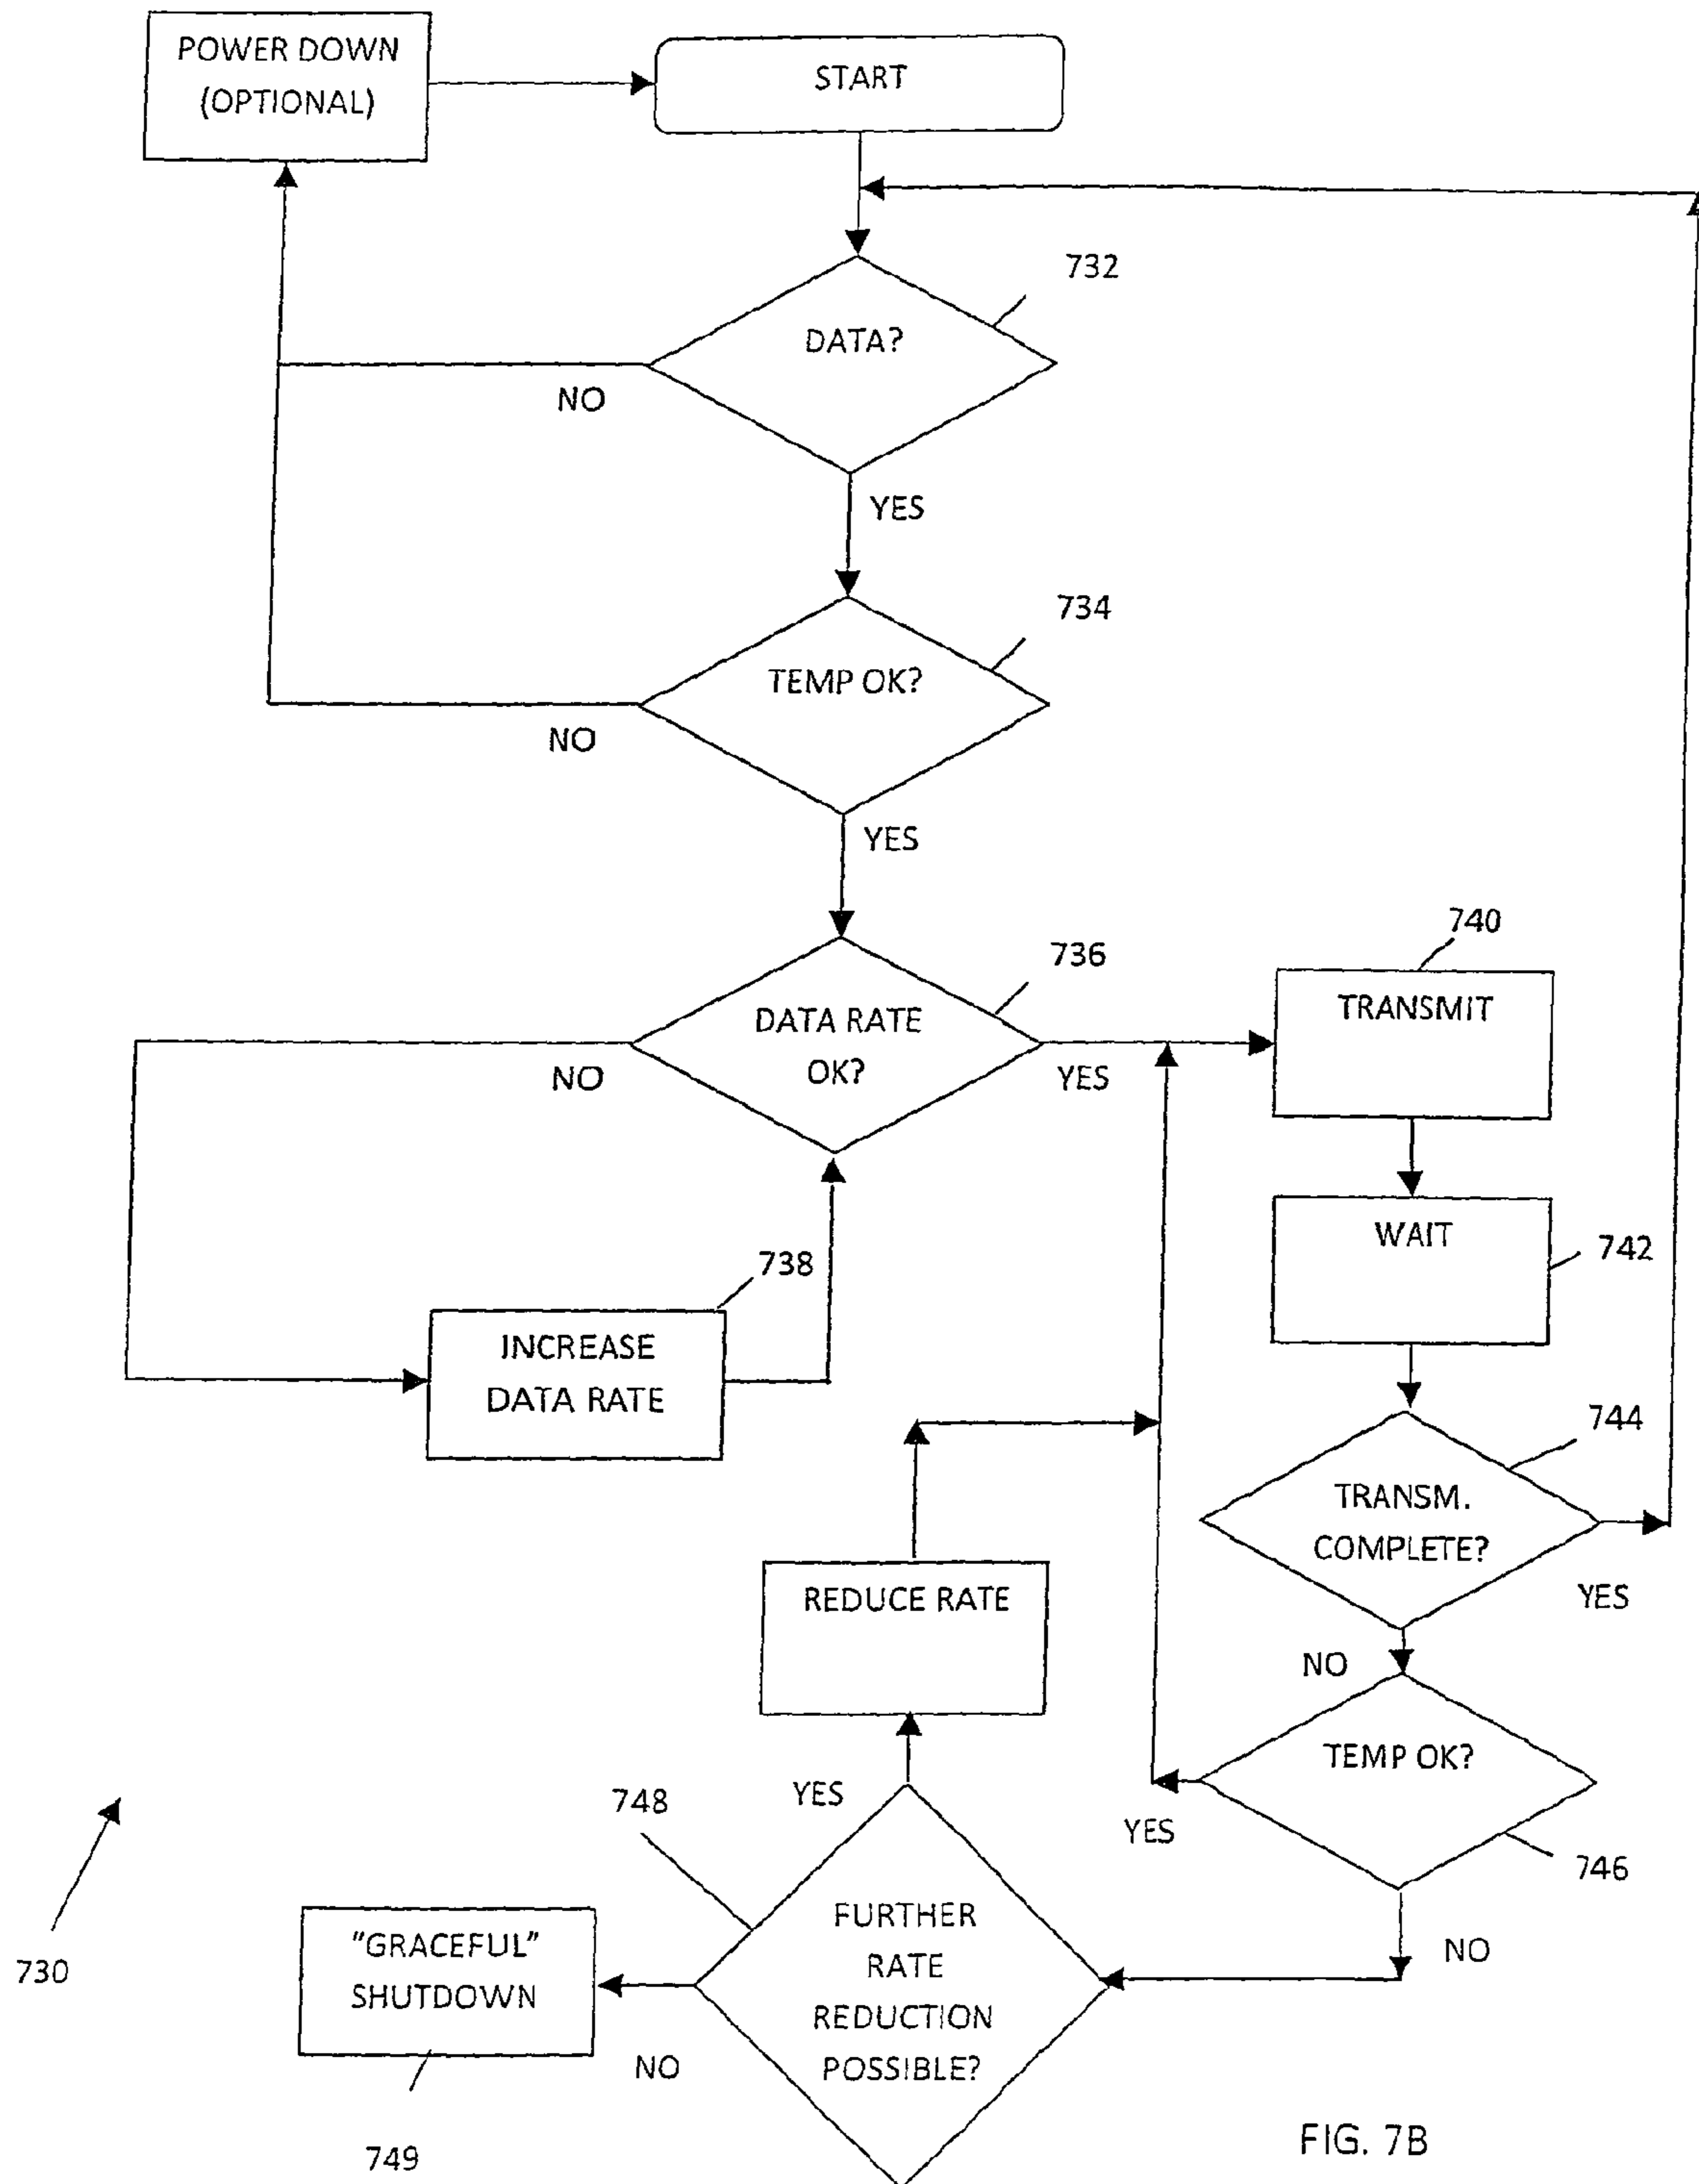 POWER DOWN
(OPTIONAL)
START
732
DATA?
NO
YES
734
TEMP OK?
NO
YES
736
DATA RATE
OK?
NO
YES
740
TRANSMIT
WAIT
742
738
INCREASE
DATA RATE
744
TRANSM.
COMPLETE?
YES
NO
REDUCE RATE
TEMP OK?
YES
746
NO
748
YES
FURTHER
RATE
REDUCTION
POSSIBLE?
NO
"GRACEFUL"
SHUTDOWN
749
730
FIG. 7B